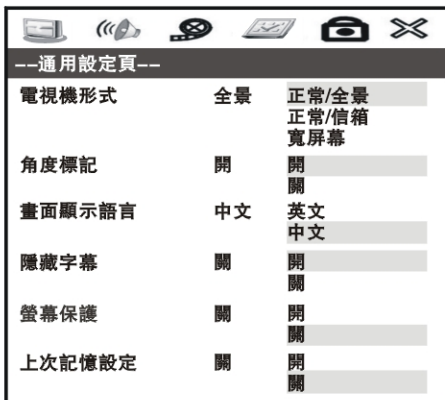 --通用設定頁--
電視機形式 全景 正常/全景
正常/信箱
寬屏幕
角度標記 開 開
關
畫面顯示語言 中文 英文
中文
隱藏字幕 關 開
關
螢幕保護 關 開
關
上次記憶設定 關 開
關